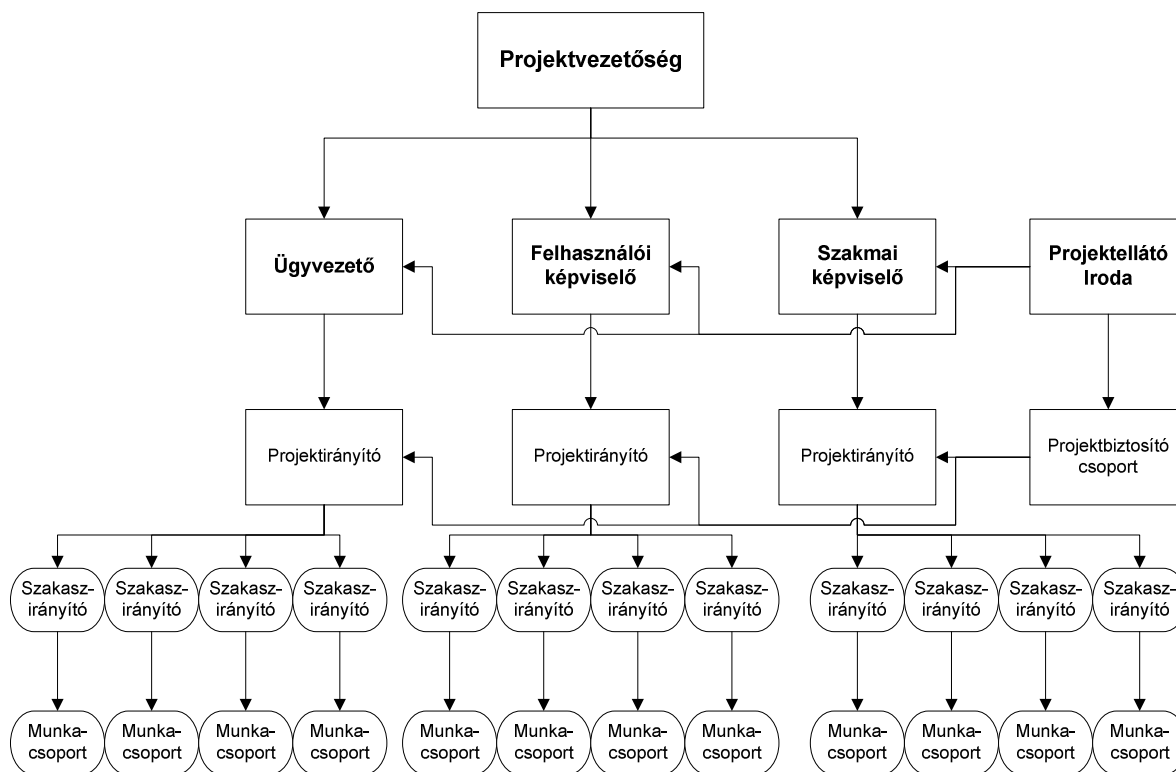 Projektvezetőség
Ügyvezető
Felhasználói
képviselő
Szakmai
képviselő
Projektellátó
Iroda
Projektirányító
Projektirányító
Projektirányító
Projektbiztosító
csoport
Szakasz-
irányító
Szakasz-
irányító
Szakasz-
irányító
Szakasz-
irányító
Szakasz-
irányító
Szakasz-
irányító
Szakasz-
irányító
Szakasz-
irányító
Szakasz-
irányító
Szakasz-
irányító
Szakasz-
irányító
Szakasz-
irányító
Munka-
csoport
Munka-
csoport
Munka-
csoport
Munka-
csoport
Munka-
csoport
Munka-
csoport
Munka-
csoport
Munka-
csoport
Munka-
csoport
Munka-
csoport
Munka-
csoport
Munka-
csoport